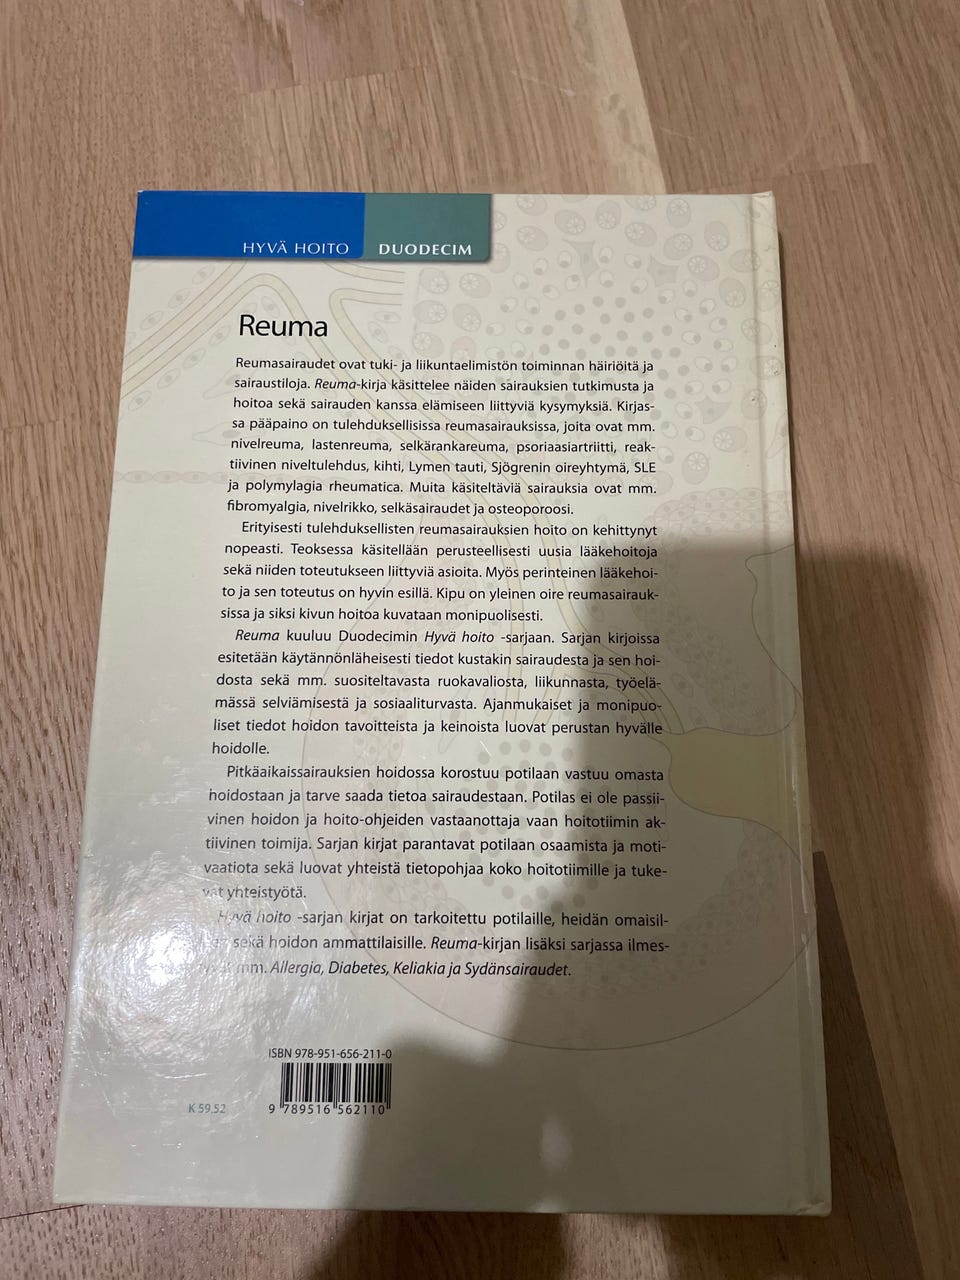 HYVÄ HOITO DUODECIM
Reuma
Reumasairaudet ovat tuki- ja liikuntaelimistön toiminnan häiriöitä ja
sairaustiloja. Reuma-kirja käsittelee näiden sairauksien tutkimusta ja
hoitoa sekä sairauden kanssa elämiseen liittyviä kysymyksiä. Kirjas-
sa pääpaino on tulehduksellisissa reumasairauksissa, joita ovat mm.
nivelreuma, lastenreuma, selkärankareuma, psoriaasiartriitti, reak-
tiivinen niveltulehdus, kihti, Lymen tauti, Sjögrenin oireyhtymä, SLE
ja polymylagia rheumatica. Muita käsiteltäviä sairauksia ovat mm.
fibromyalgia, nivelrikko, selkäsairaudet ja osteoporoosi.
Erityisesti tulehduksellisten reumasairauksien hoito on kehittynyt
nopeasti. Teoksessa käsitellään perusteellisesti uusia lääkehoitoja
sekä niiden toteutukseen liittyviä asioita. Myös perinteinen lääkehoi-
to ja sen toteutus on hyvin esillä. Kipu on yleinen oire reumasairauk-
sissa ja siksi kivun hoitoa kuvataan monipuolisesti.
Reuma kuuluu Duodecimin Hyvä hoito -sarjaan. Sarjan kirjoissa
esitetään käytännönläheisesti tiedot kustakin sairaudesta ja sen hoi-
dosta sekä mm. suositeltavasta ruokavaliosta, liikunnasta, työelä-
mässä selviämisestä ja sosiaaliturvasta. Ajanmukaiset ja monipuo-
liset tiedot hoidon tavoitteista ja keinoista luovat perustan hyvälle
hoidolle.
Pitkäaikaissairauksien hoidossa korostuu potilaan vastuu omasta
hoidostaan ja tarve saada tietoa sairaudestaan. Potilas ei ole passii-
vinen hoidon ja hoito-ohjeiden vastaanottaja vaan hoitotiimin ak-
tiivinen toimija. Sarjan kirjat parantavat potilaan osaamista ja moti-
vaatiota sekä luovat yhteistä tietopohjaa koko hoitotiimille ja tuke-
vat yhteistyötä.
Hyvä hoito -sarjan kirjat on tarkoitettu potilaille, heidän omaisil-
sekä hoidon ammattilaisille. Reuma-kirjan lisäksi sarjassa ilmes-
mm. Allergia, Diabetes, Keliakia ja Sydänsairaudet.
ISBN 978-951-656-211-0
K 59.52
9 789516 562110